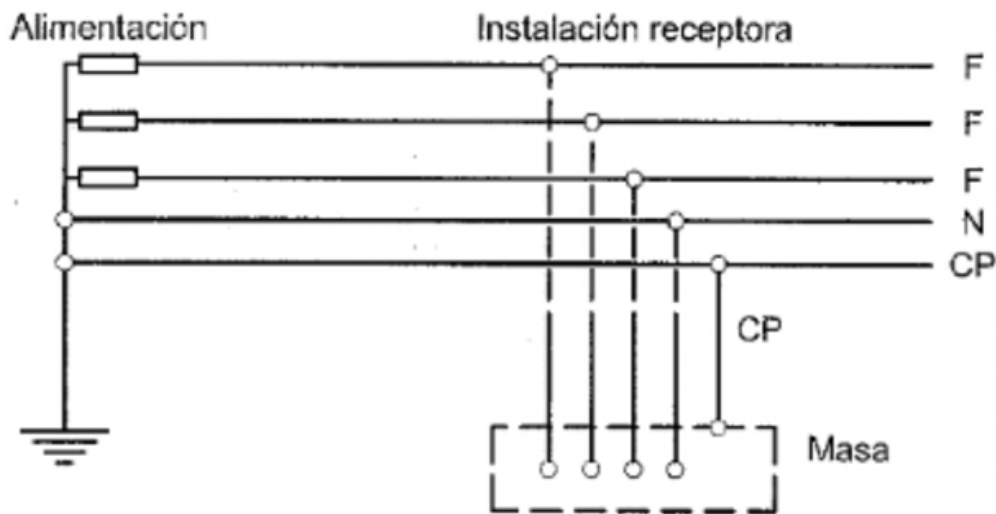 Alimentación
Instalación receptora
F
F
F
N
CP
CP
Masa